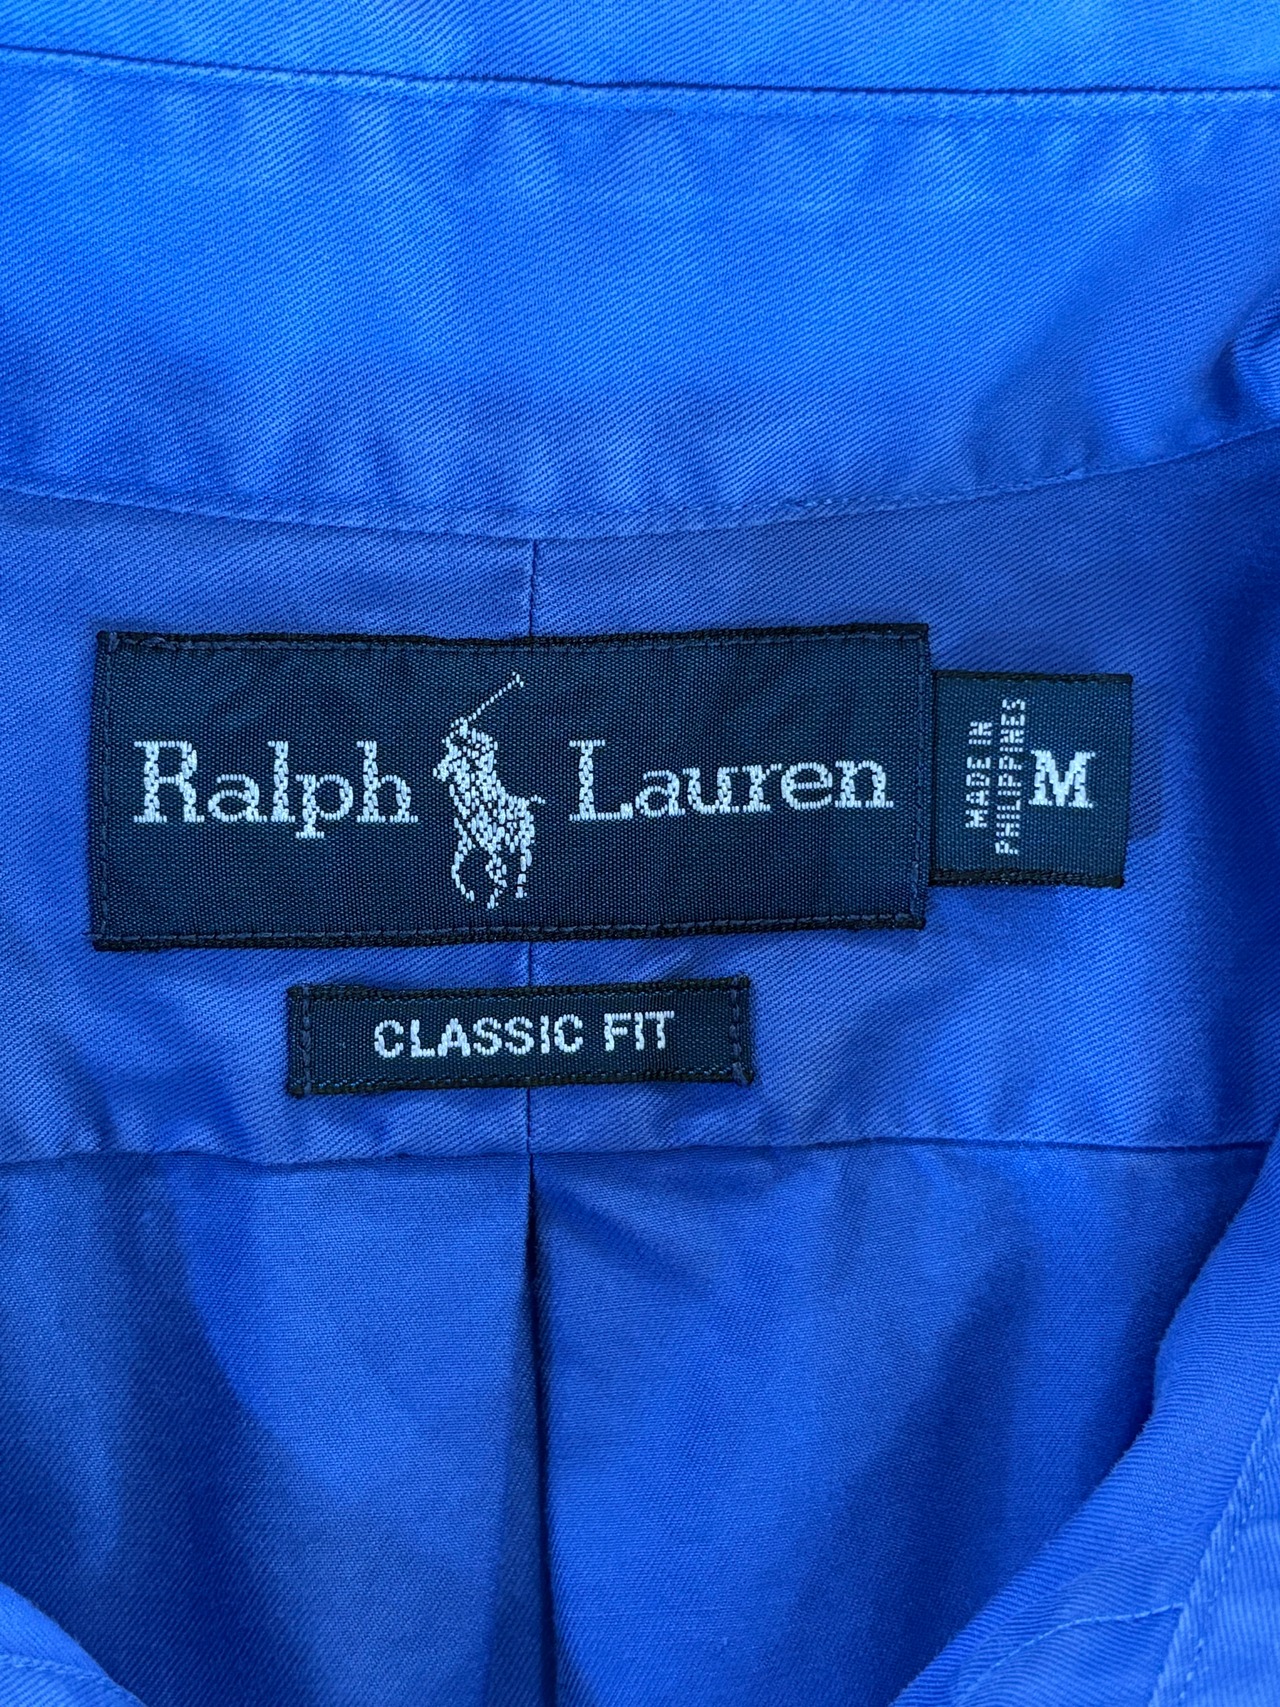 Ralph Lauren
MADE IN
PHILIPPINES
M
CLASSIC FIT